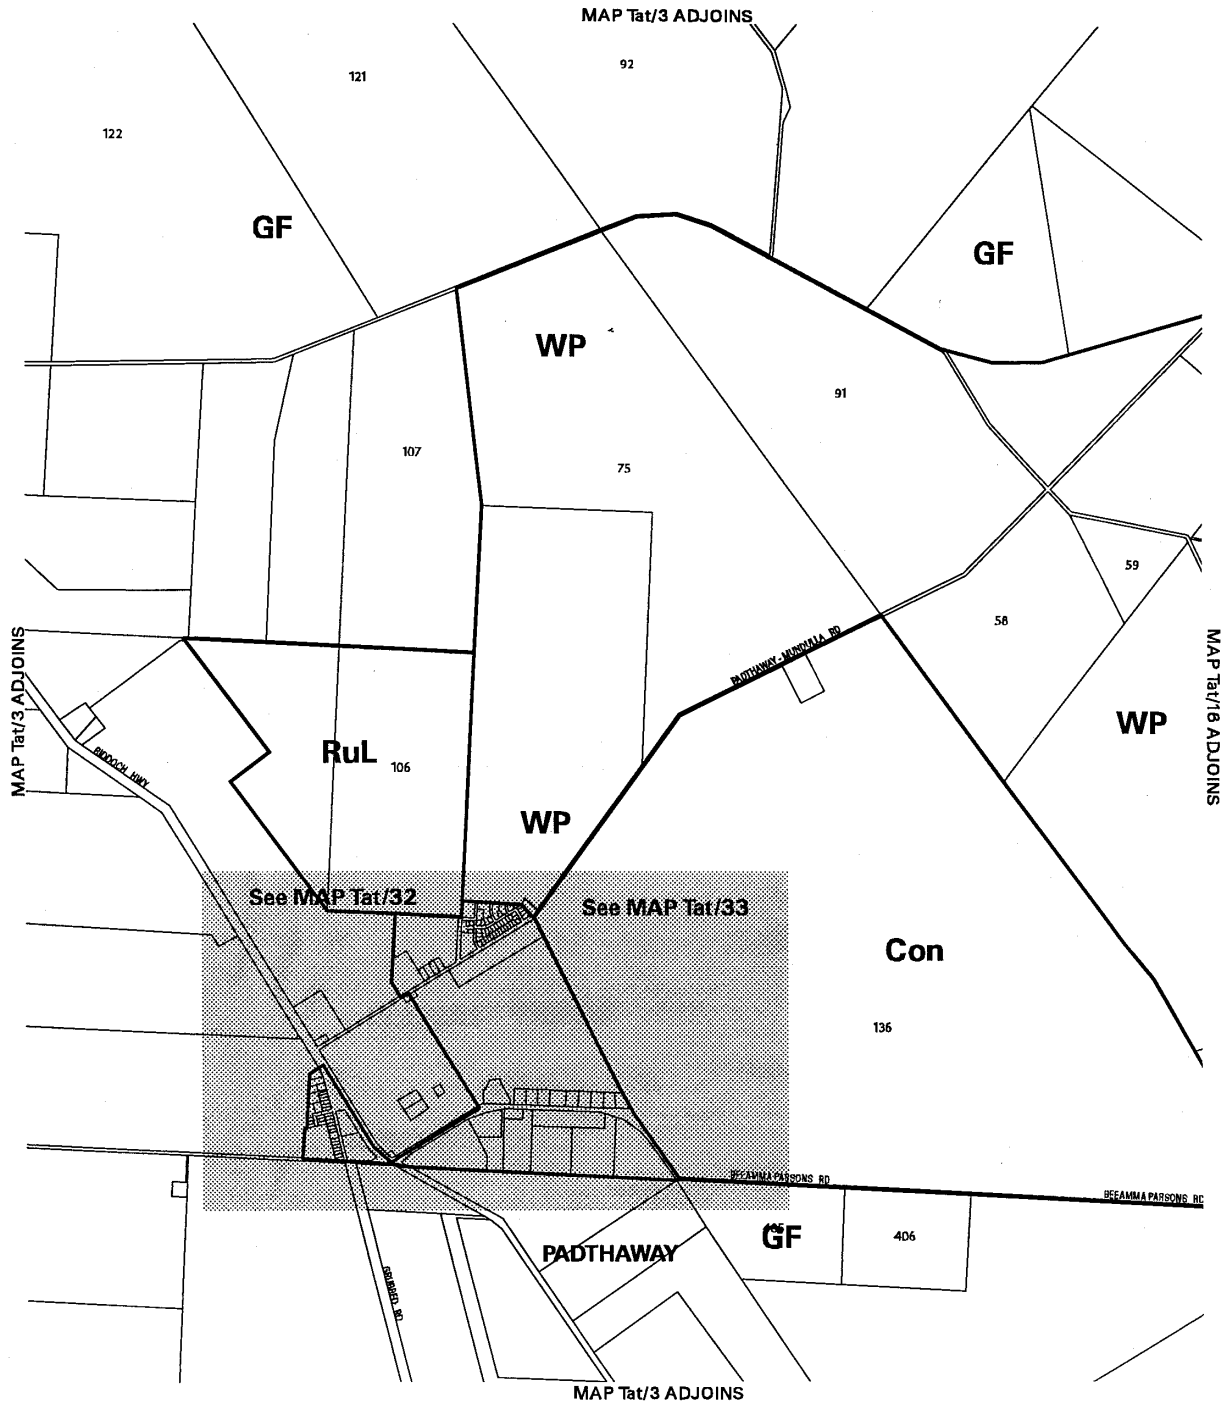 MAP Tat/3 ADJOINS
92
121
122
GF
GF
WP
91
107
75
59
58
PADTHAWAY - MUNDULLA RD
MAP Tat/3 ADJOINS
MAP Tat/16 ADJOINS
WP
RuL
106
RIDDOCH HWY
WP
See MAP Tat/32
See MAP Tat/33
Con
136
BEEAMMA PARSONS RD
BEEAMMA PARSONS RD
GF
406
PADTHAWAY
GRUBBED RD
MAP Tat/3 ADJOINS